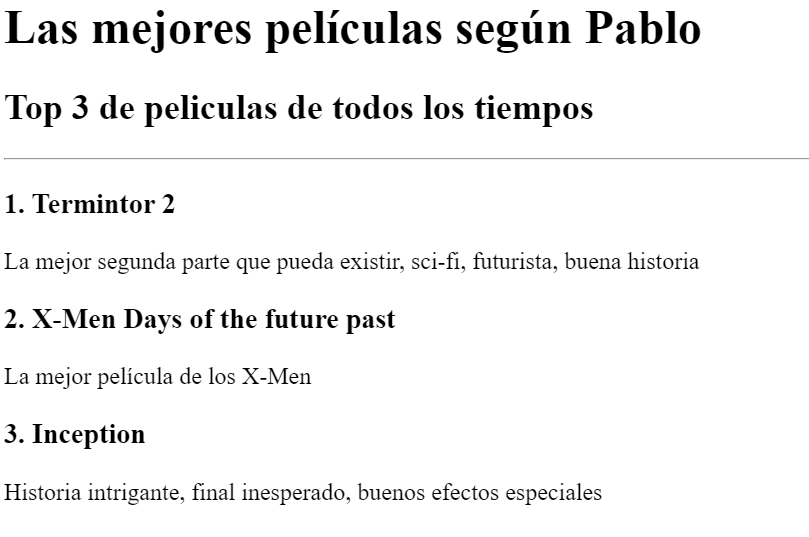 Las mejores películas según Pablo
Top 3 de peliculas de todos los tiempos
1. Termintor 2
La mejor segunda parte que pueda existir, sci-fi, futurista, buena historia
2. X-Men Days of the future past
La mejor película de los X-Men
3. Inception
Historia intrigante, final inesperado, buenos efectos especiales